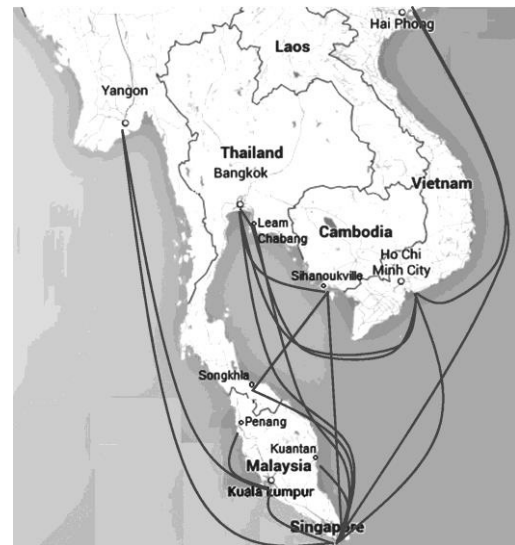 Hai Phong
Laos
Yangon
Thailand
Bangkok
Vietnam
Leam
Chabang
Cambodia
Ho Chi
Minh City
Sihanoukville
Songkhla
Penang
Kuantan
Malaysia
Kuala Lumpur
Singapore